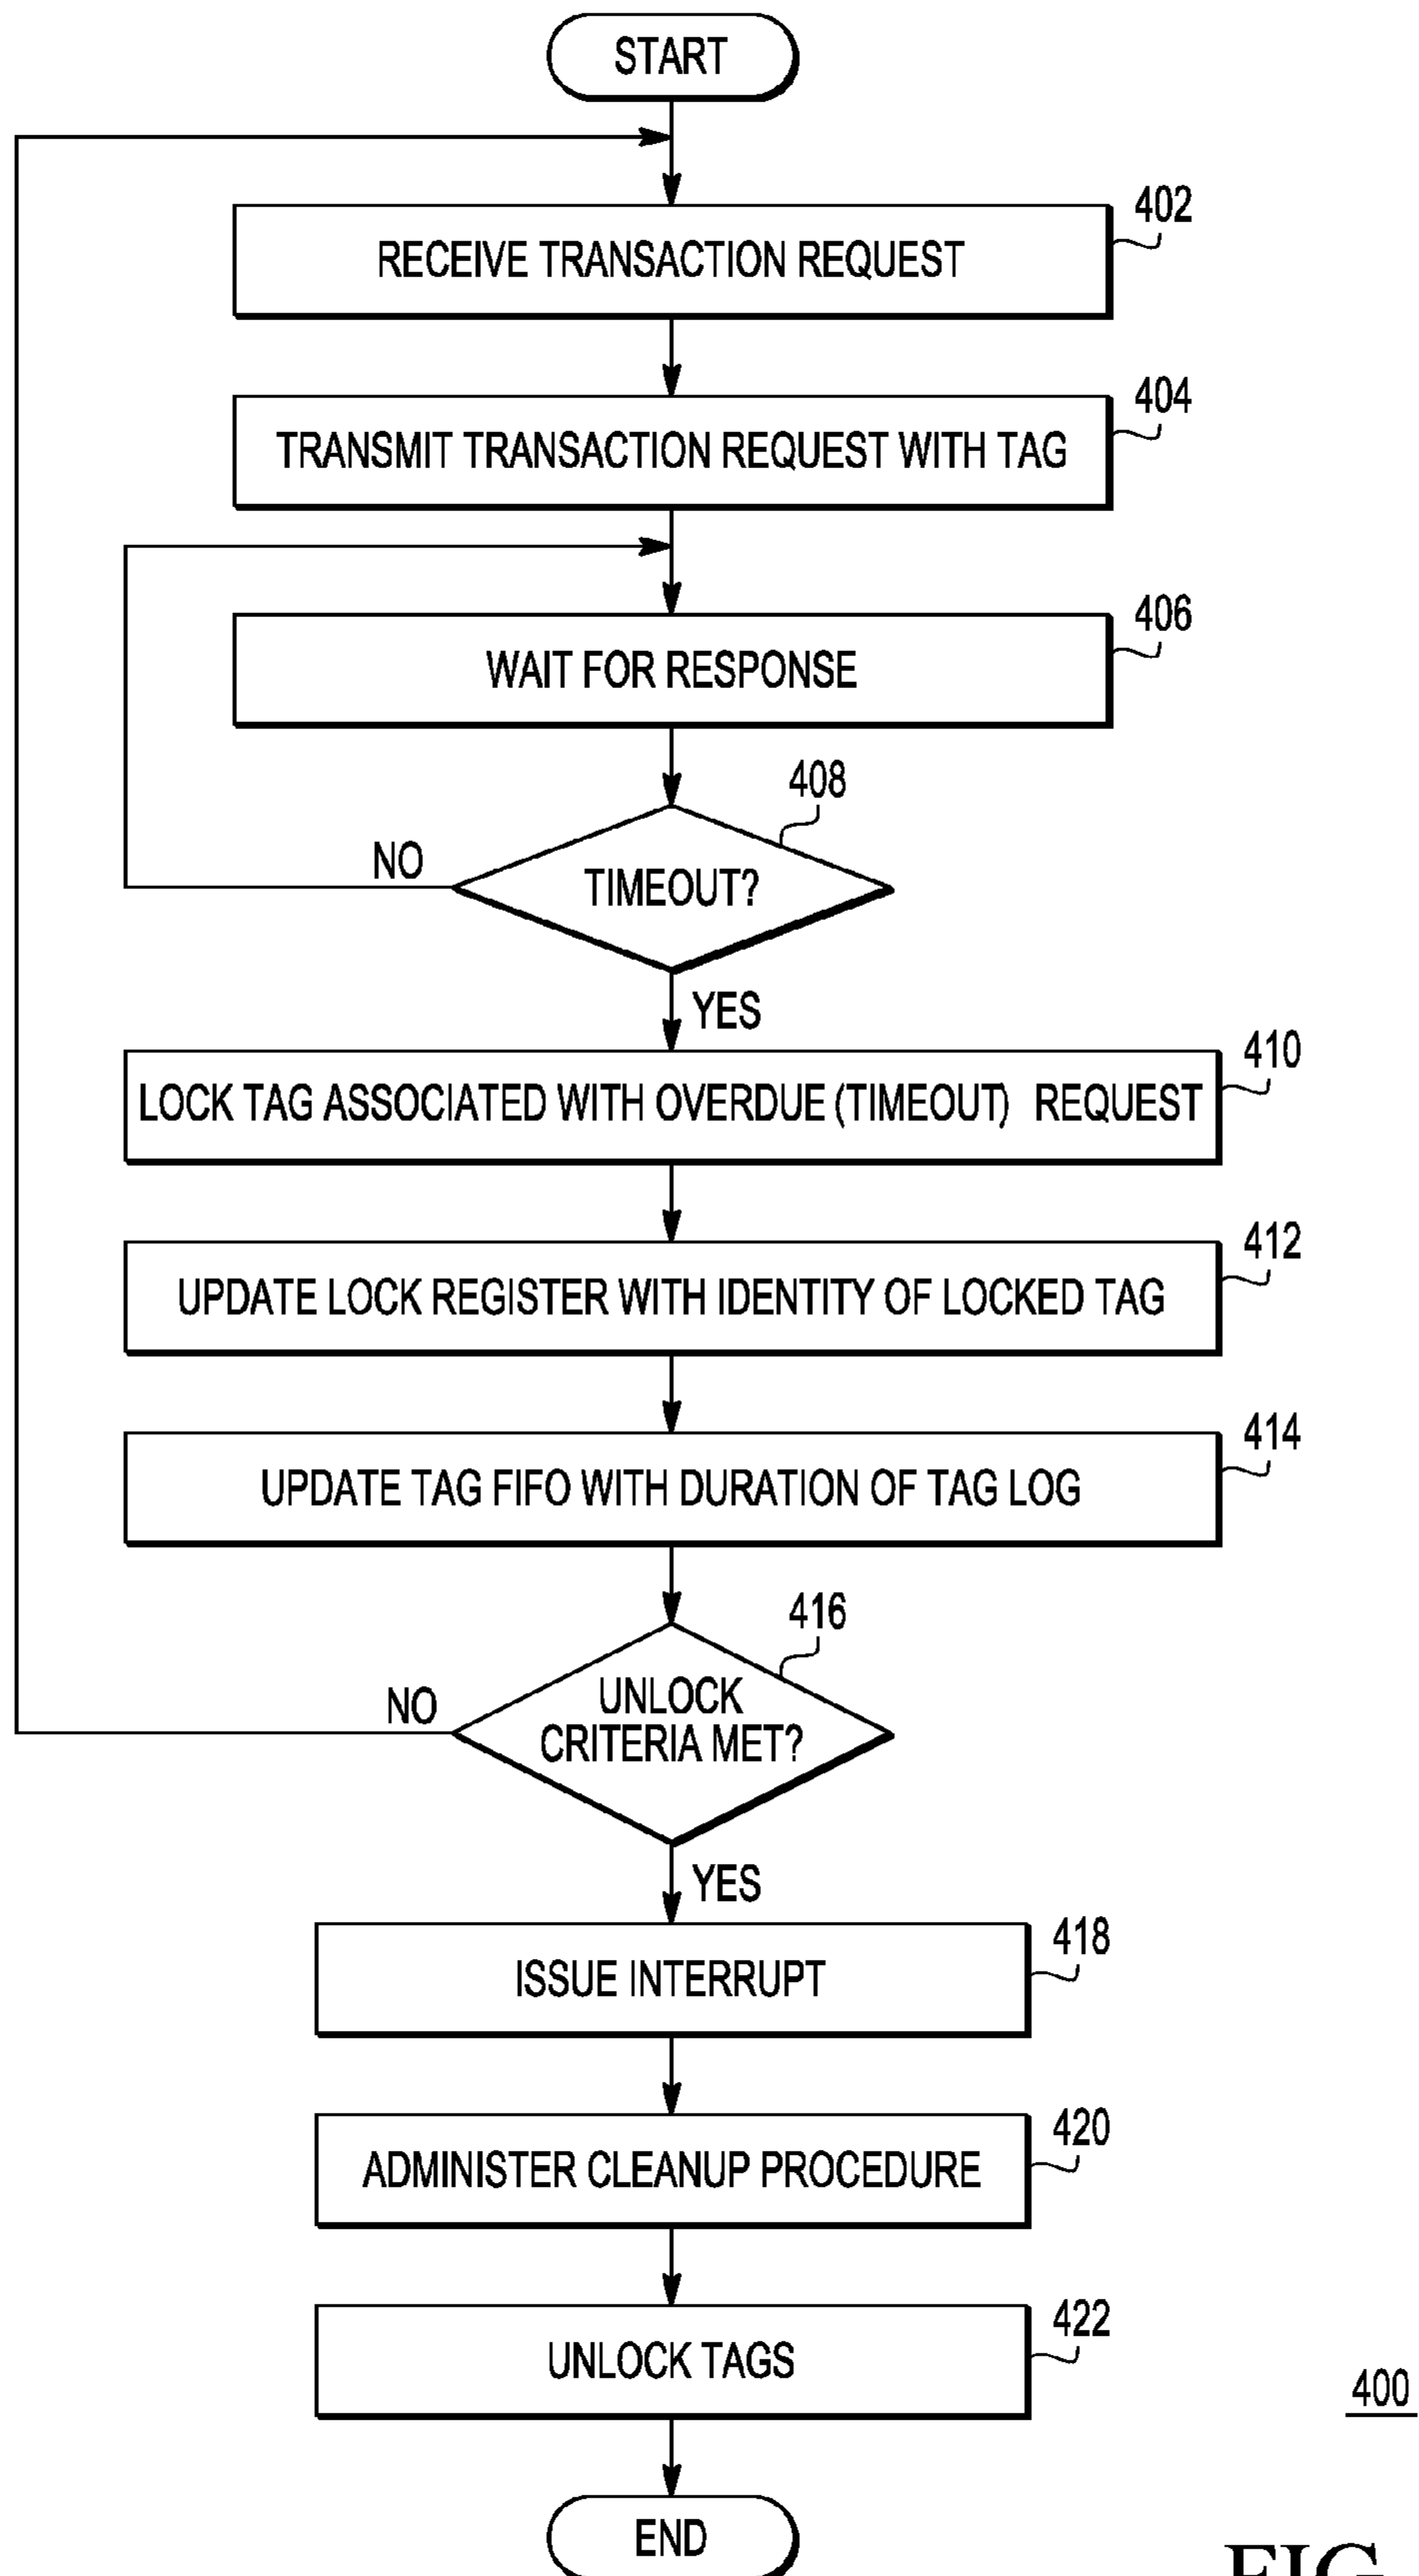 START
402
RECEIVE TRANSACTION REQUEST
404
TRANSMIT TRANSACTION REQUEST WITH TAG
406
WAIT FOR RESPONSE
408
NO
TIMEOUT?
YES
410
LOCK TAG ASSOCIATED WITH OVERDUE (TIMEOUT) REQUEST
412
UPDATE LOCK REGISTER WITH IDENTITY OF LOCKED TAG
414
UPDATE TAG FIFO WITH DURATION OF TAG LOG
416
NO
UNLOCK
CRITERIA MET?
YES
418
ISSUE INTERRUPT
420
ADMINISTER CLEANUP PROCEDURE
422
UNLOCK TAGS
400
END
FIG